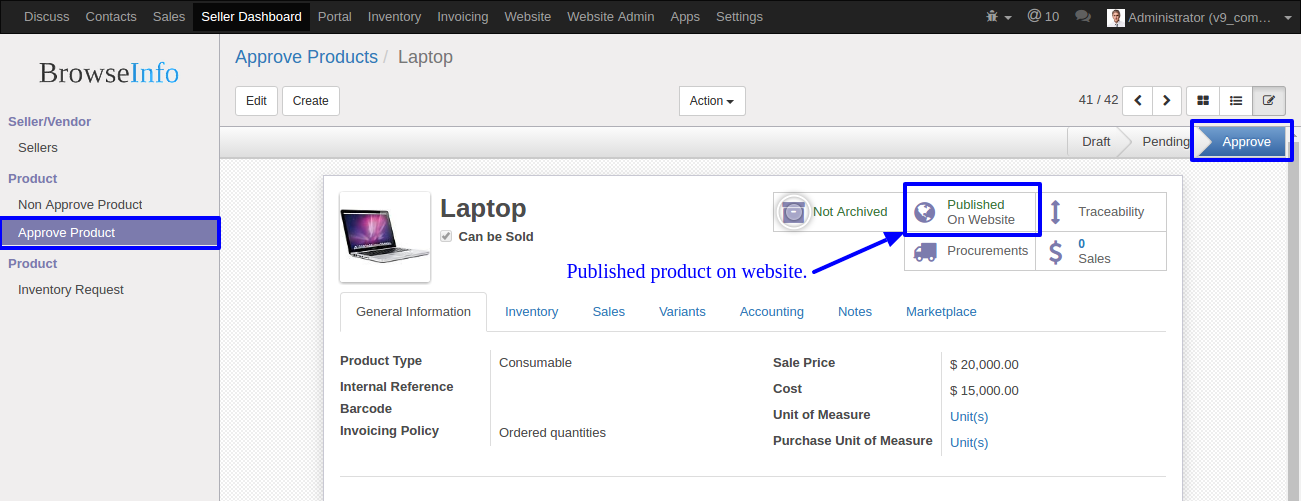 Discuss Contacts Sales Seller Dashboard Portal Inventory Invoicing Website Website Admin Apps Settings @ 10 Administrator (v9_com…
BrowseInfo
Seller/Vendor
Sellers
Product
Non Approve Product
Approve Product
Product
Inventory Request
Approve Products / Laptop
Edit Create Action 41 / 42
Draft Pending Approve
Laptop
Can be Sold
Not Archived
Published
On Website
Traceability
Procurements
0
Sales
Published product on website.
General Information Inventory Sales Variants Accounting Notes Marketplace
Product Type Consumable
Internal Reference
Barcode
Invoicing Policy Ordered quantities
Sale Price $ 20,000.00
Cost $ 15,000.00
Unit of Measure Unit(s)
Purchase Unit of Measure Unit(s)